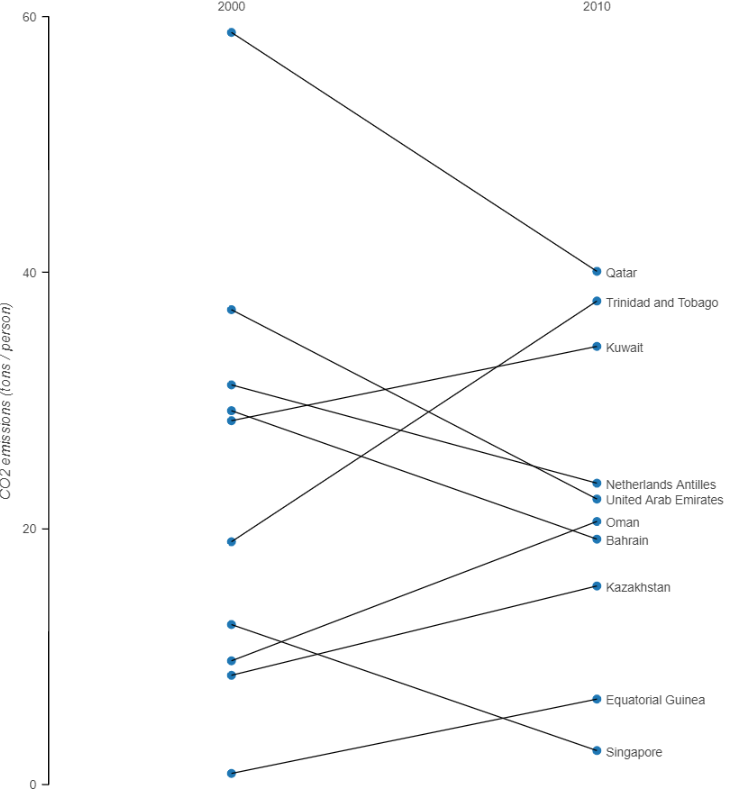 2000
2010
60
40
20
0
CO2 emissions (tons / person)
Qatar
Trinidad and Tobago
Kuwait
Netherlands Antilles
United Arab Emirates
Oman
Bahrain
Kazakhstan
Equatorial Guinea
Singapore